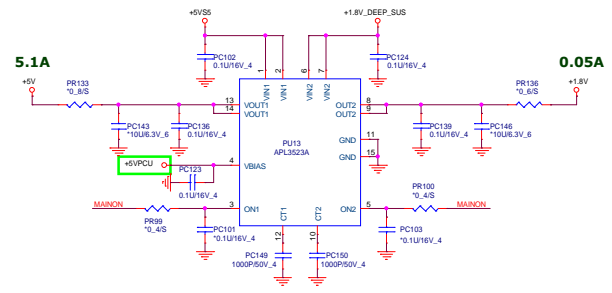 +5VS5
+1.8V_DEEP_SUS
PC102
0.1U/16V_4
PC124
0.1U/16V_4
5.1A
0.05A
+5V
PR133
*0_8/S
PR136
*0_6/S
+1.8V
1
2
6
7
VIN1
VIN1
VIN2
VIN2
13
14
VOUT1
VOUT1
OUT2
OUT2
8
9
PC143
*10U/6.3V_6
PC136
0.1U/16V_4
PU13
APL3523A
GND
11
GND
15
PC139
0.1U/16V_4
PC146
*10U/6.3V_6
+5VPCU
4
VBIAS
PC123
0.1U/16V_4
MAINON
PR99
*0_4/S
3
ON1
CT1
CT2
ON2
5
PR100
*0_4/S
MAINON
PC101
*0.1U/16V_4
12
10
PC103
*0.1U/16V_4
PC149
1000P/50V_4
PC150
1000P/50V_4